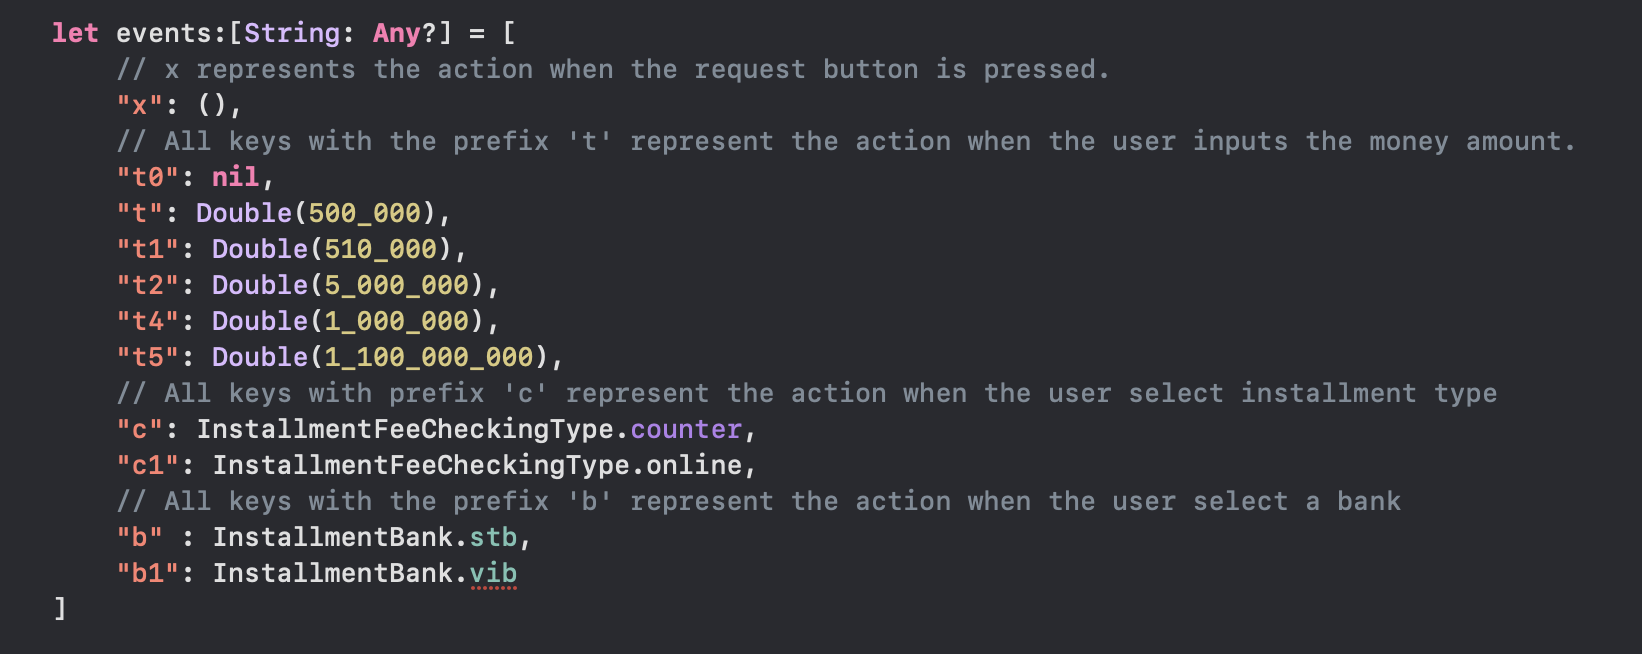 let events:[String: Any?] = [
// x represents the action when the request button is pressed.
"x": (),
// All keys with the prefix 't' represent the action when the user inputs the money amount.
"t0": nil,
"t": Double(500_000),
"t1": Double(510_000),
"t2": Double(5_000_000),
"t4": Double(1_000_000),
"t5": Double(1_100_000_000),
// All keys with prefix 'c' represent the action when the user select installment type
"c": InstallmentFeeCheckingType.counter,
"c1": InstallmentFeeCheckingType.online,
// All keys with the prefix 'b' represent the action when the user select a bank
"b" : InstallmentBank.stb,
"b1": InstallmentBank.vib
]